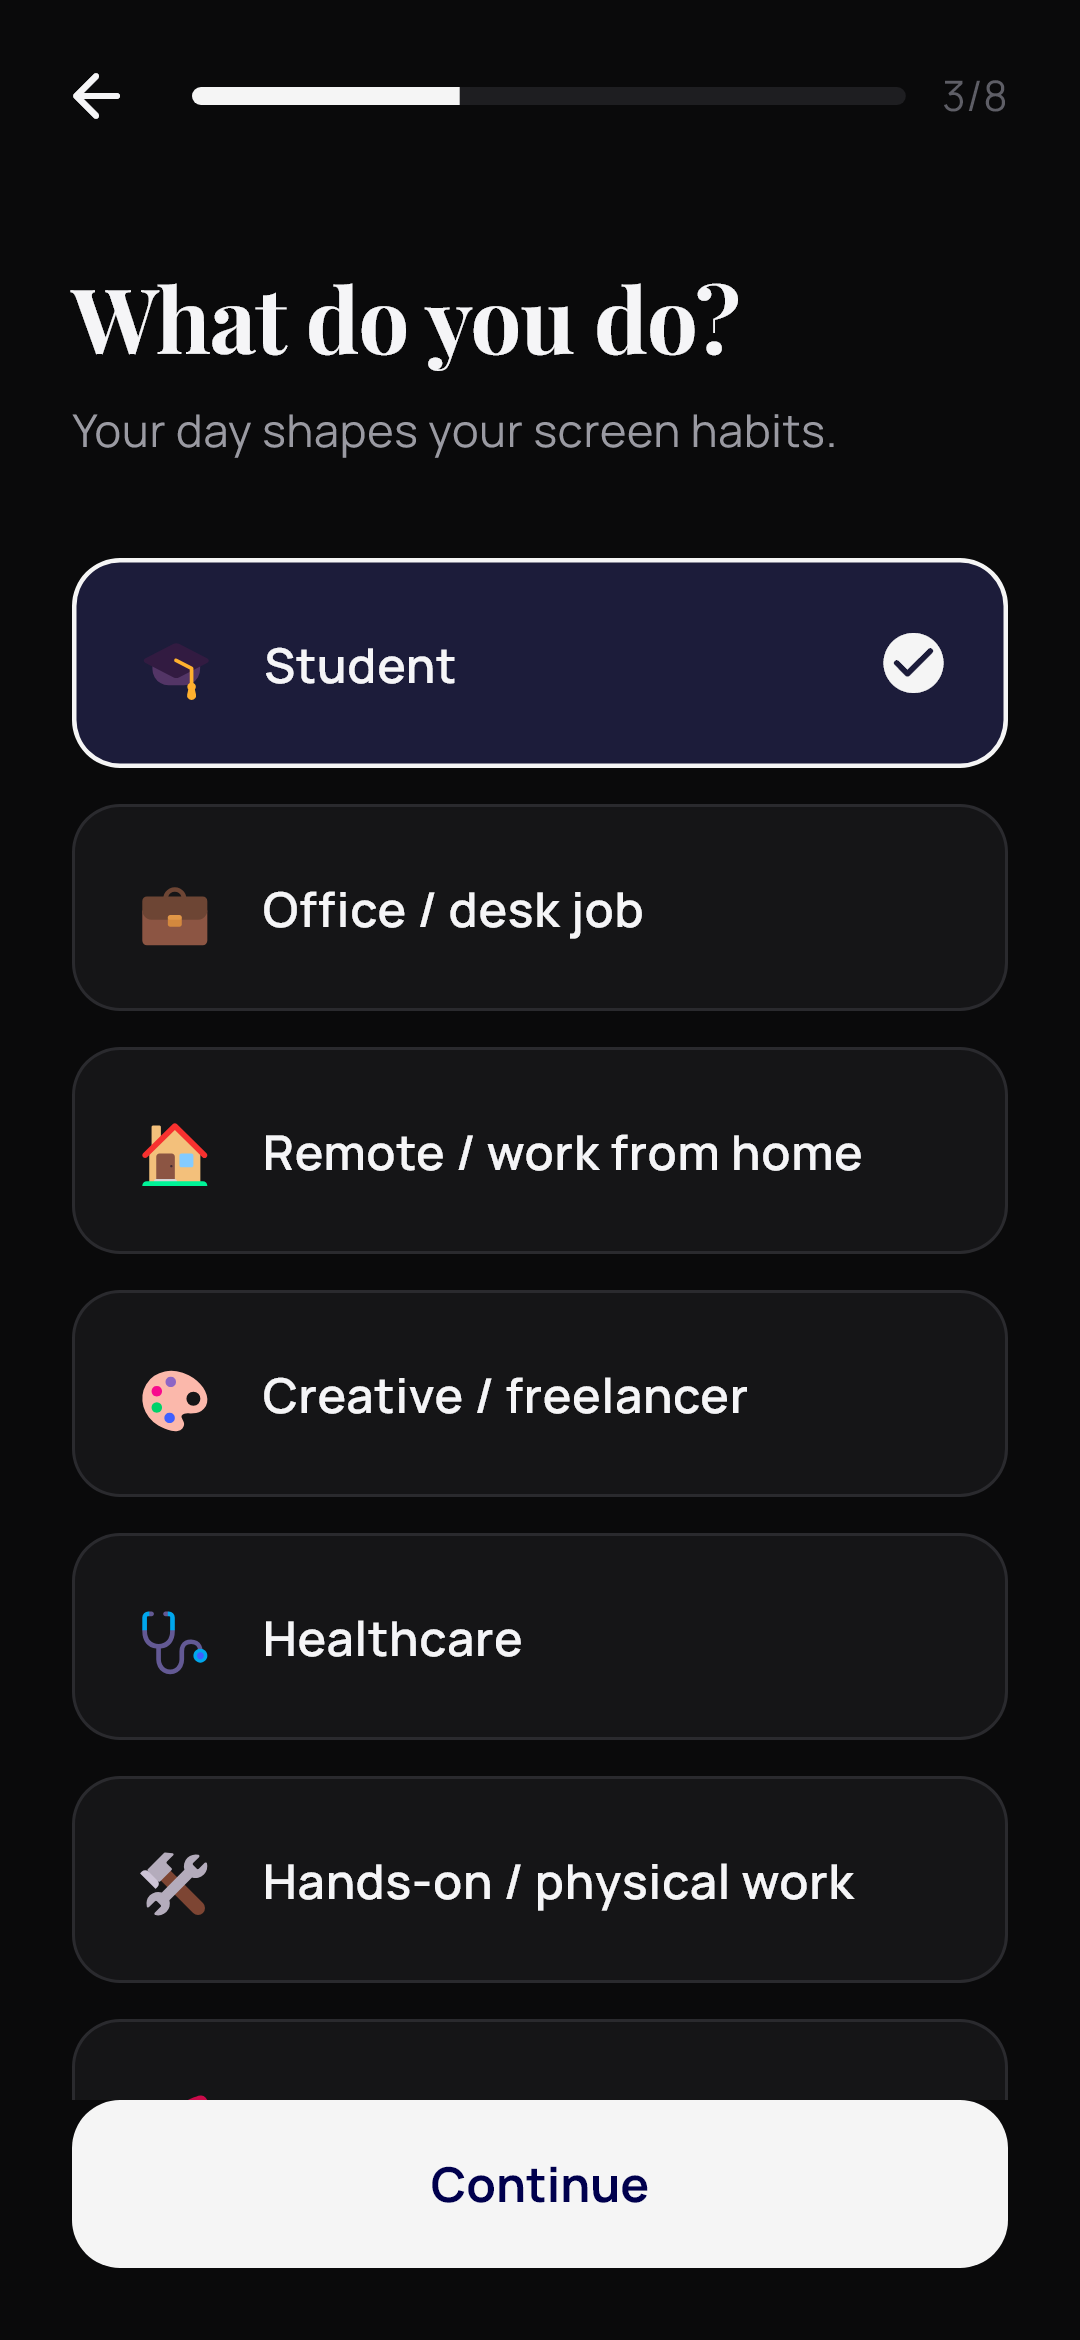 3/8
What do you do?
Your day shapes your screen habits.
Student
Office / desk job
Remote / work from home
Creative / freelancer
Healthcare
Hands-on / physical work
Continue